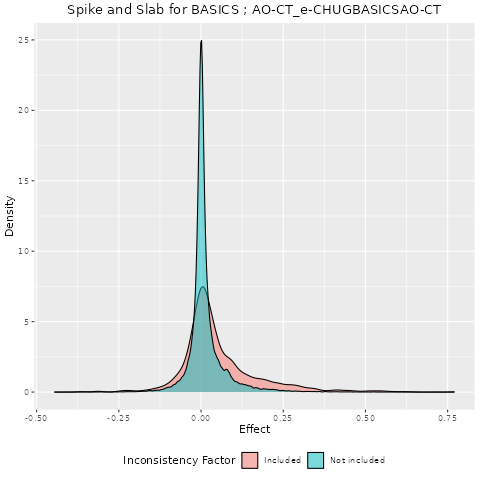 Spike and Slab for BASICS ; AO-CT_e-CHUGBASICSAO-CT
25
20
15
10
5
0
Density
-0.50 -0.25 0.00 0.25 0.50 0.75
Effect
Inconsistency Factor Included Not included